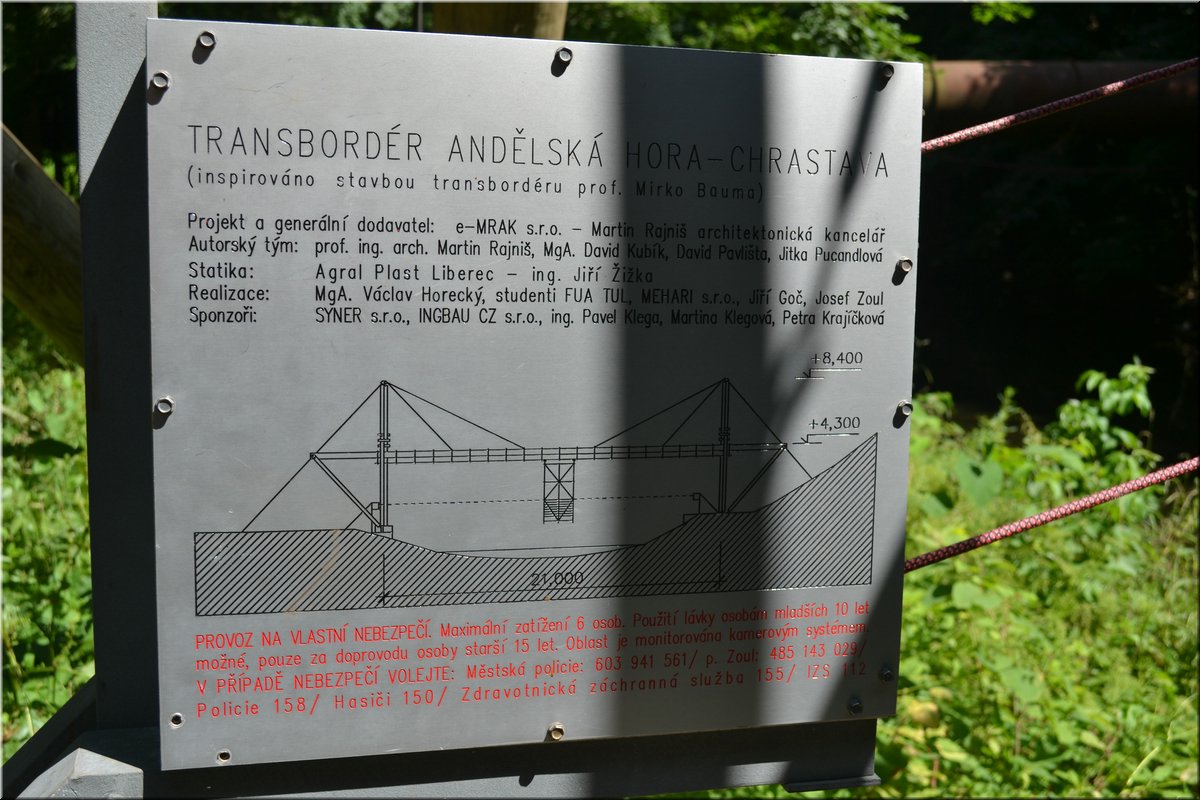 TRANSBORDÉR ANDĚLSKÁ HORA-CHRASTAVA
(inspirováno stavbou transbordéru prof. Mirko Bauma)
Projekt a generální dodavatel: e-MRAK s.r.o. – Martin Rajniš architektonická kancelář
Autorský tým: prof. ing. arch. Martin Rajniš, MgA. David Kubík, David Pavlišta, Jitka Pucandlová
Statika: Agral Plast Liberec – ing. Jiří Žižka
Realizace: MgA. Václav Horecký, studenti FUA TUL, MEHARI s.r.o., Jiří Goč, Josef Zoul
Sponzoři: SYNER s.r.o., INGBAU CZ s.r.o., ing. Pavel Klega, Martina Klegová, Petra Krajíčková
+8,400
+4,300
21,000
PROVOZ NA VLASTNÍ NEBEZPEČÍ. Maximální zatížení 6 osob. Použití lávky osobám mladších 10 let
možné, pouze za doprovodu osoby starší 15 let. Oblast je monitorována kamerovým systémem.
V PŘÍPADĚ NEBEZPEČÍ VOLEJTE: Městská policie: 603 941 561/ p. Zoul: 485 143 029/
Policie 158/ Hasiči 150/ Zdravotnická záchranná služba 155/ IZS 112